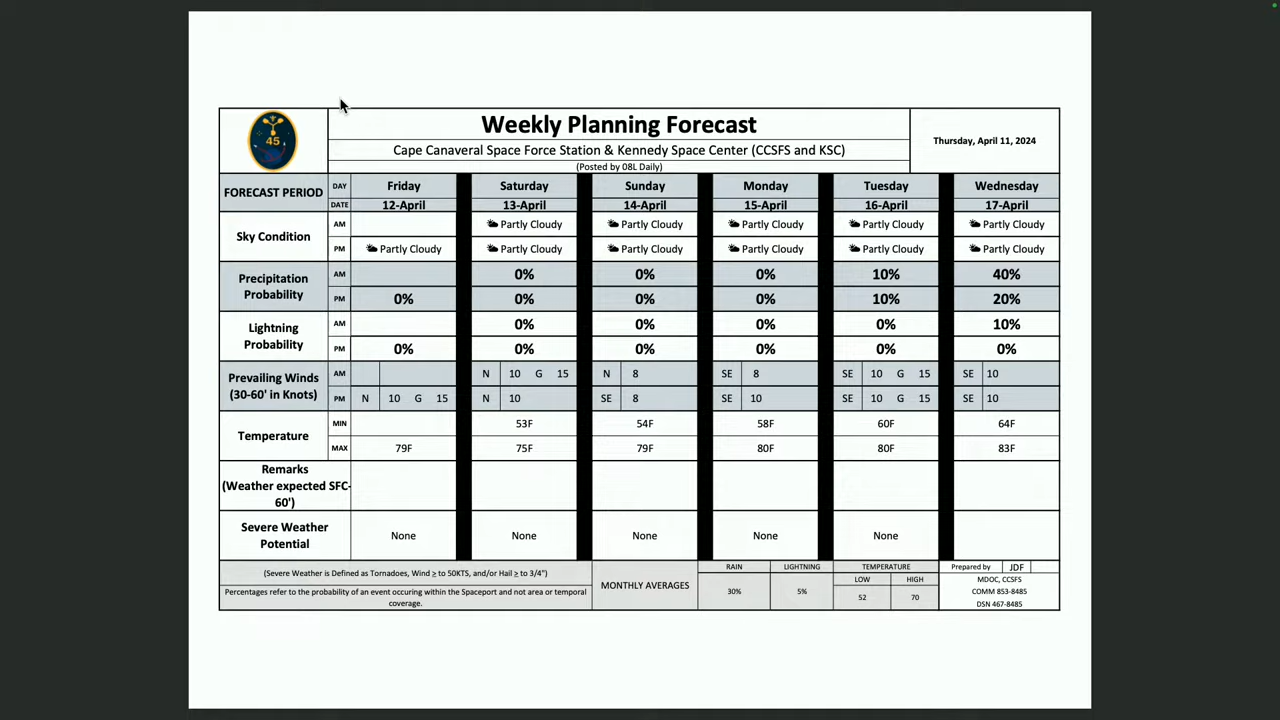 45
Weekly Planning Forecast
Cape Canaveral Space Force Station & Kennedy Space Center (CCSFS and KSC)
(Posted by 08L Daily)
Thursday, April 11, 2024
FORECAST PERIOD DAY Friday Saturday Sunday Monday Tuesday Wednesday
DATE 12-April 13-April 14-April 15-April 16-April 17-April
Sky Condition
AM Partly Cloudy Partly Cloudy Partly Cloudy Partly Cloudy Partly Cloudy
PM Partly Cloudy Partly Cloudy Partly Cloudy Partly Cloudy Partly Cloudy Partly Cloudy
Precipitation
Probability
AM 0% 0% 0% 10% 40%
PM 0% 0% 0% 0% 10% 20%
Lightning
Probability
AM 0% 0% 0% 0% 10%
PM 0% 0% 0% 0% 0% 0%
Prevailing Winds
(30-60' in Knots)
AM N 10 G 15 N 8 SE 8 SE 10 G 15 SE 10
PM N 10 G 15 N 10 SE 8 SE 10 SE 10 G 15 SE 10
Temperature
MIN 53F 54F 58F 60F 64F
MAX 79F 75F 79F 80F 80F 83F
Remarks
(Weather expected SFC-
60')
Severe Weather
Potential
None None None None None
(Severe Weather is Defined as Tornadoes, Wind ≥ to 50KTS, and/or Hail ≥ to 3/4")
Percentages refer to the probability of an event occuring within the Spaceport and not area or temporal
coverage.
MONTHLY AVERAGES
RAIN LIGHTNING TEMPERATURE
LOW HIGH
30% 5% 52 70
Prepared by JDF
MDOC, CCSFS
COMM 853-8485
DSN 467-8485